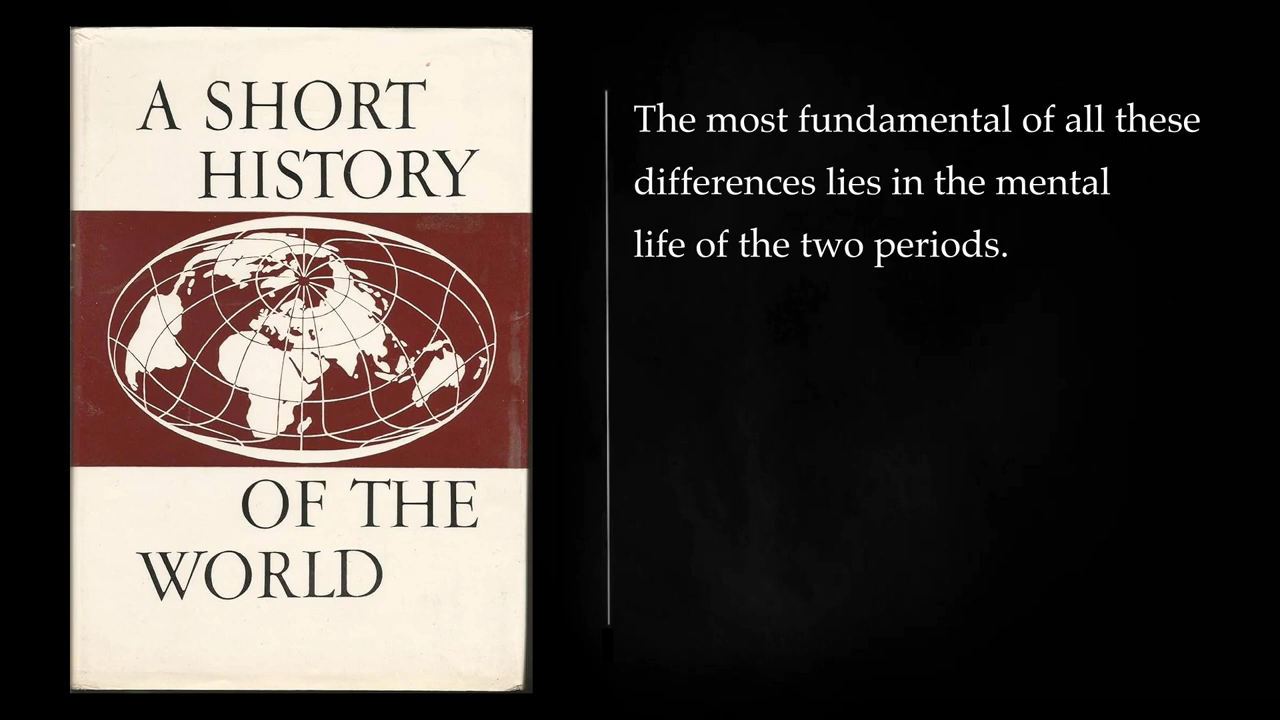 A SHORT
HISTORY
OF THE
WORLD
The most fundamental of all these
differences lies in the mental
life of the two periods.